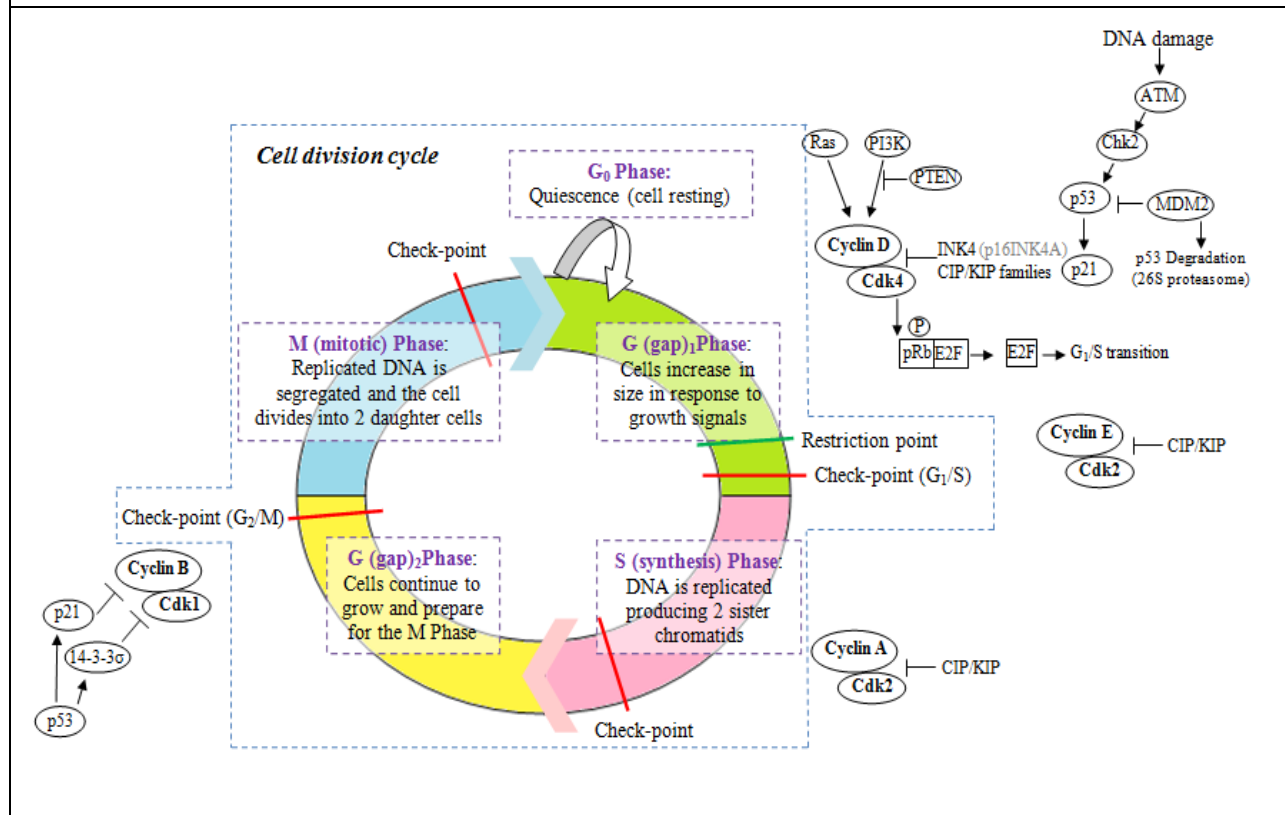 DNA damage
ATM
Chk2
p53
MDM2
p21
p53 Degradation
(26S proteasome)
Ras
PI3K
PTEN
Cyclin D
Cdk4
INK4 (p16INK4A)
CIP/KIP families
P
pRb
E2F
E2F
G₁/S transition
Cell division cycle
G₀ Phase:
Quiescence (cell resting)
Check-point
M (mitotic) Phase:
Replicated DNA is
segregated and the cell
divides into 2 daughter cells
G (gap)₁Phase:
Cells increase in
size in response to
growth signals
Restriction point
Check-point (G₁/S)
Cyclin E
Cdk2
CIP/KIP
Check-point (G₂/M)
G (gap)₂Phase:
Cells continue to
grow and prepare
for the M Phase
S (synthesis) Phase:
DNA is replicated
producing 2 sister
chromatids
Check-point
Cyclin A
Cdk2
CIP/KIP
Cyclin B
Cdk1
p21
14-3-3σ
p53